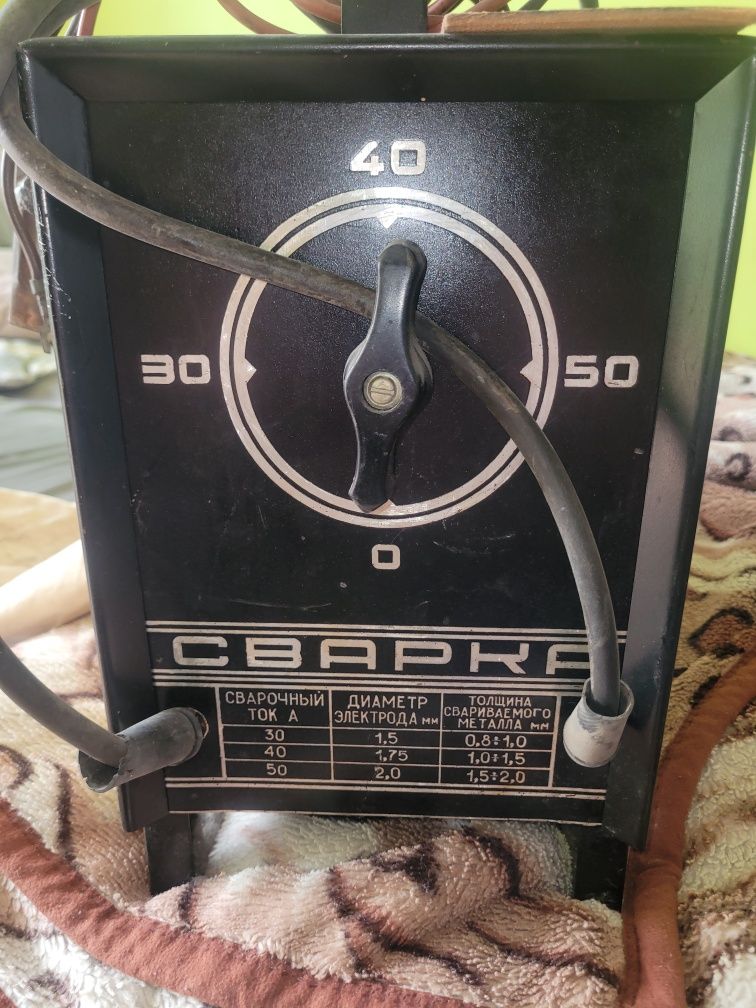 40
30
50
0
СВАРКА
СВАРОЧНЫЙ ТОК А
ДИАМЕТР ЭЛЕКТРОДА мм
ТОЛЩИНА СВАРИВАЕМОГО МЕТАЛЛА мм
30 1.5 0,8÷1,0
40 1,75 1,0÷1,5
50 2,0 1,5÷2.0